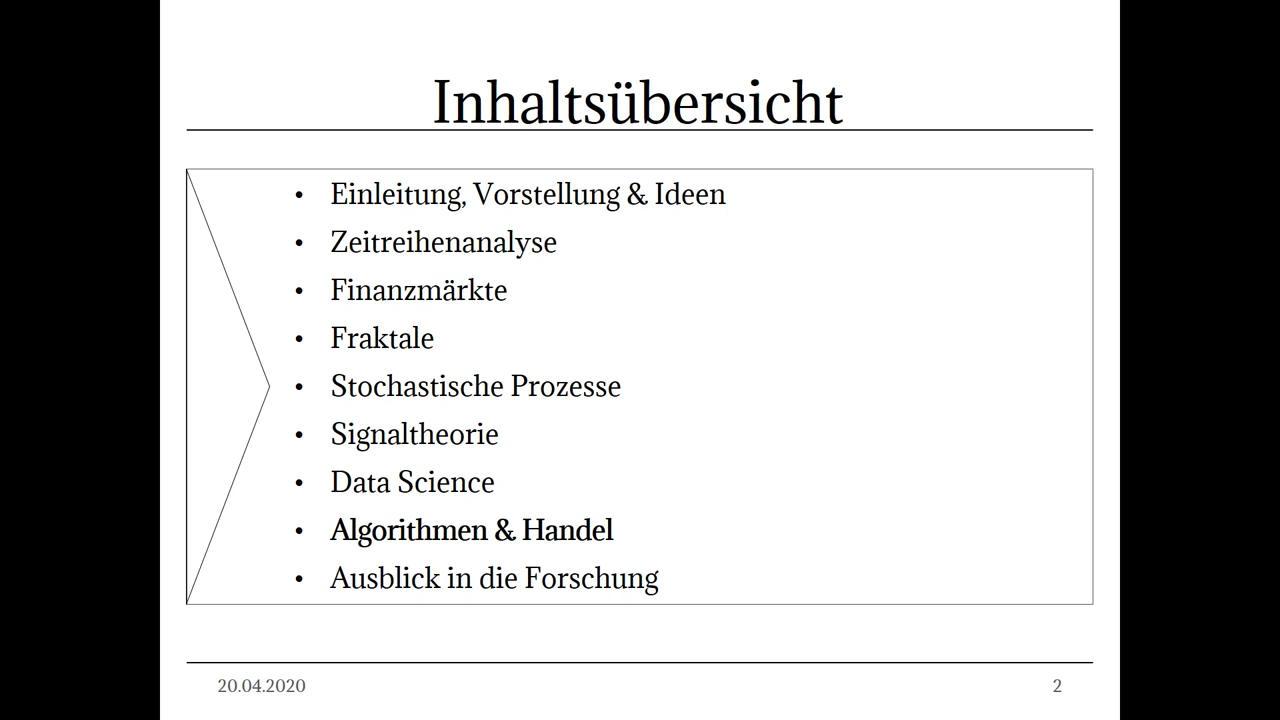 Inhaltsübersicht
• Einleitung, Vorstellung & Ideen
• Zeitreihenanalyse
• Finanzmärkte
• Fraktale
• Stochastische Prozesse
• Signaltheorie
• Data Science
• Algorithmen & Handel
• Ausblick in die Forschung
20.04.2020
2